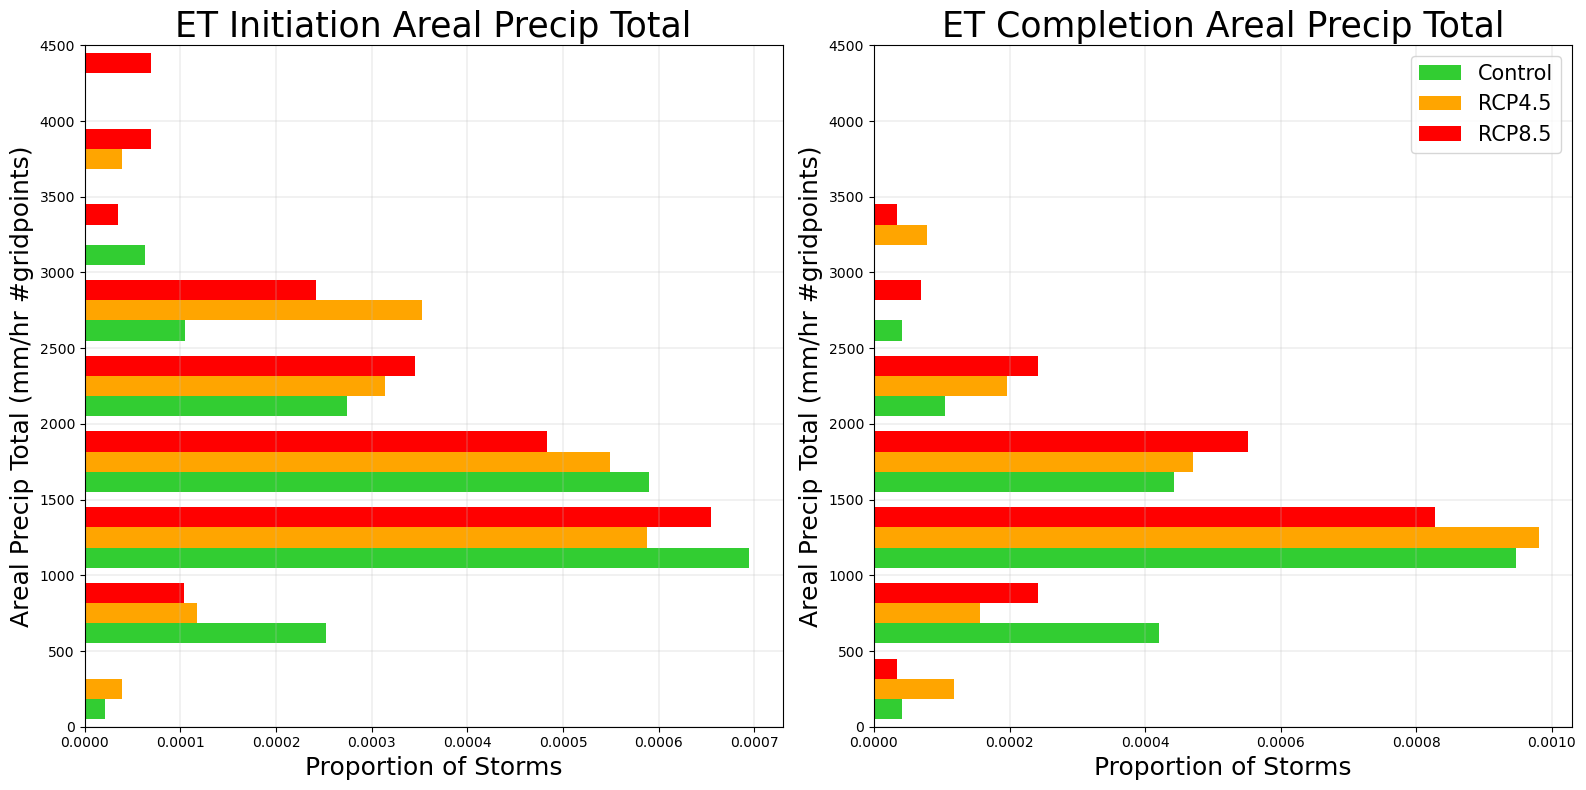 ET Initiation Areal Precip Total
Areal Precip Total (mm/hr #gridpoints)
4500
4000
3500
3000
2500
2000
1500
1000
500
0
0.0000 0.0001 0.0002 0.0003 0.0004 0.0005 0.0006 0.0007
Proportion of Storms
ET Completion Areal Precip Total
Control
RCP4.5
RCP8.5
Areal Precip Total (mm/hr #gridpoints)
4500
4000
3500
3000
2500
2000
1500
1000
500
0
0.0000 0.0002 0.0004 0.0006 0.0008 0.0010
Proportion of Storms